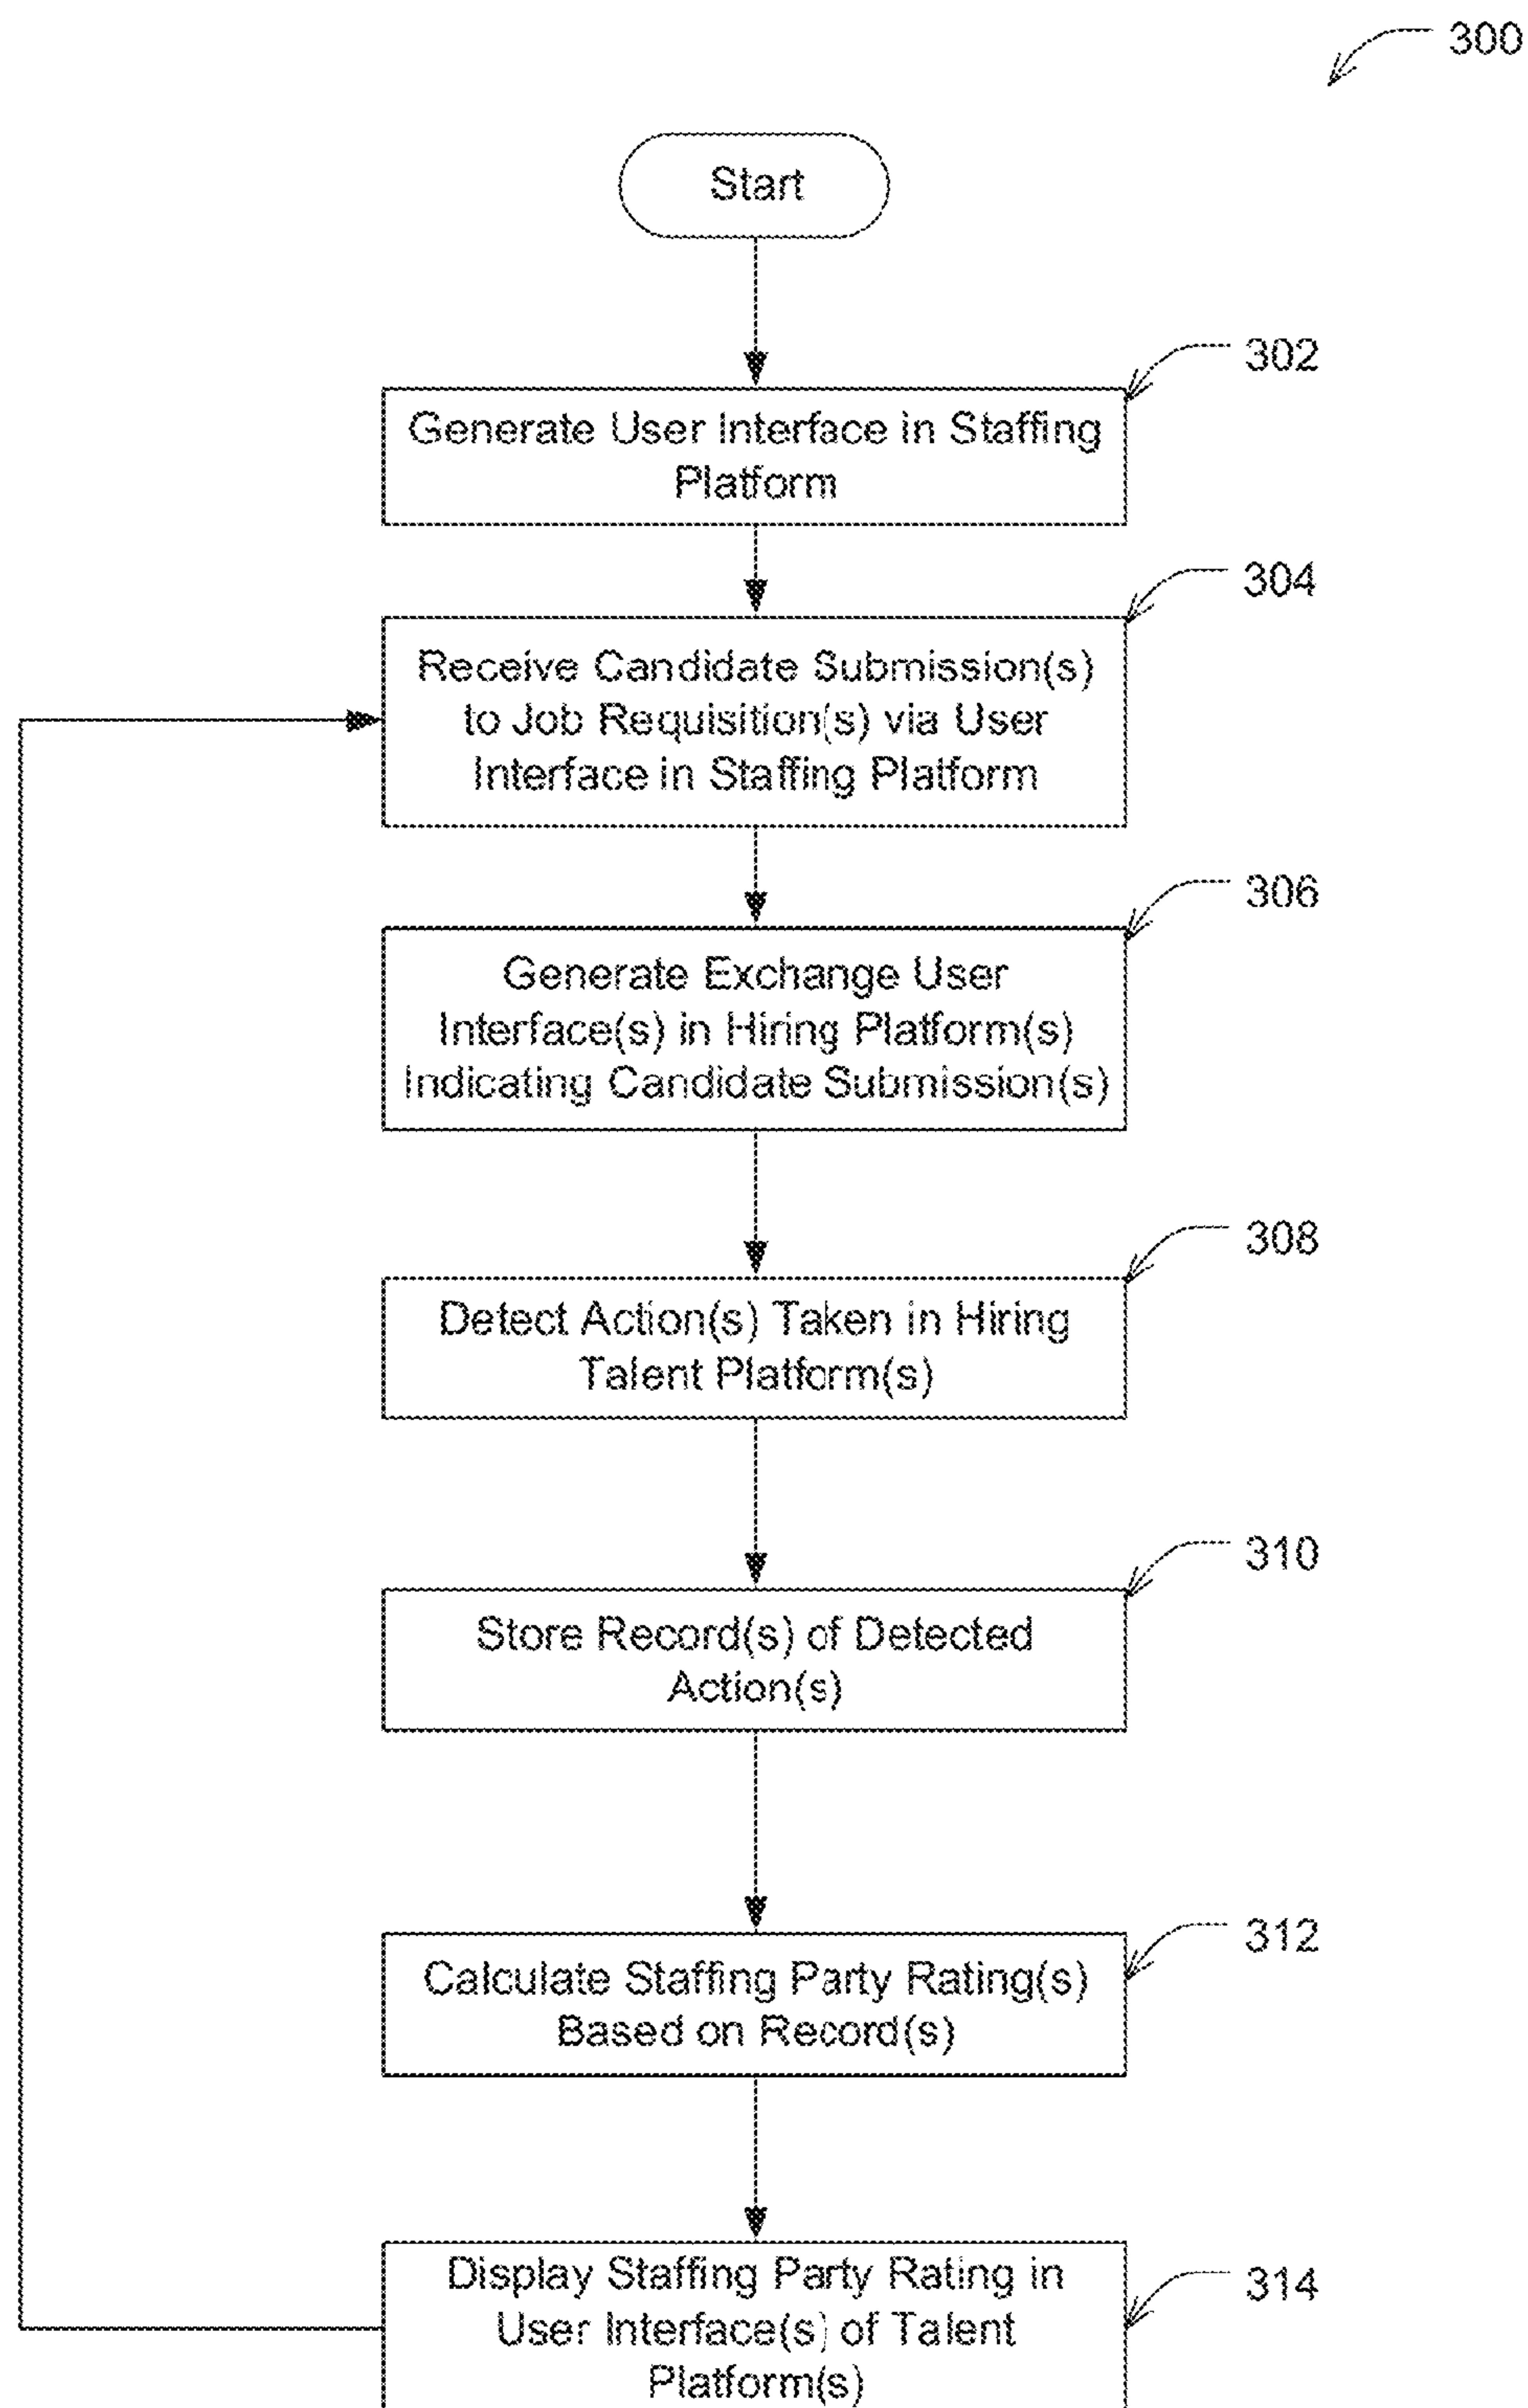 300
Start
302
Generate User Interface in Staffing
Platform
304
Receive Candidate Submission(s)
to Job Requisition(s) via User
Interface in Staffing Platform
306
Generate Exchange User
Interface(s) in Hiring Platform(s)
Indicating Candidate Submission(s)
308
Detect Action(s) Taken in Hiring
Talent Platform(s)
310
Store Record(s) of Detected
Action(s)
312
Calculate Staffing Party Rating(s)
Based on Record(s)
314
Display Staffing Party Rating in
User Interface(s) of Talent
Platform(s)